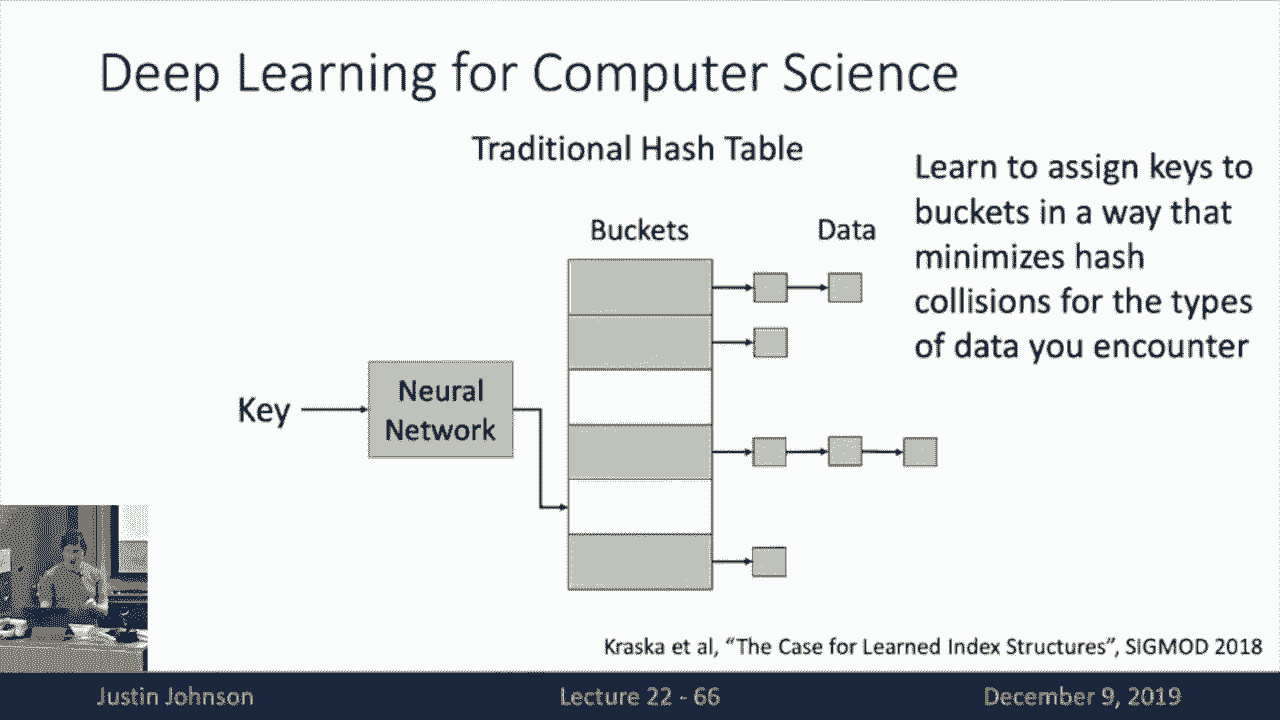 Deep Learning for Computer Science
Traditional Hash Table
Learn to assign keys to
buckets in a way that
minimizes hash
collisions for the types
of data you encounter
Buckets
Data
Key
Neural
Network
Kraska et al, “The Case for Learned Index Structures”, SIGMOD 2018
Justin Johnson
Lecture 22 - 66
December 9, 2019